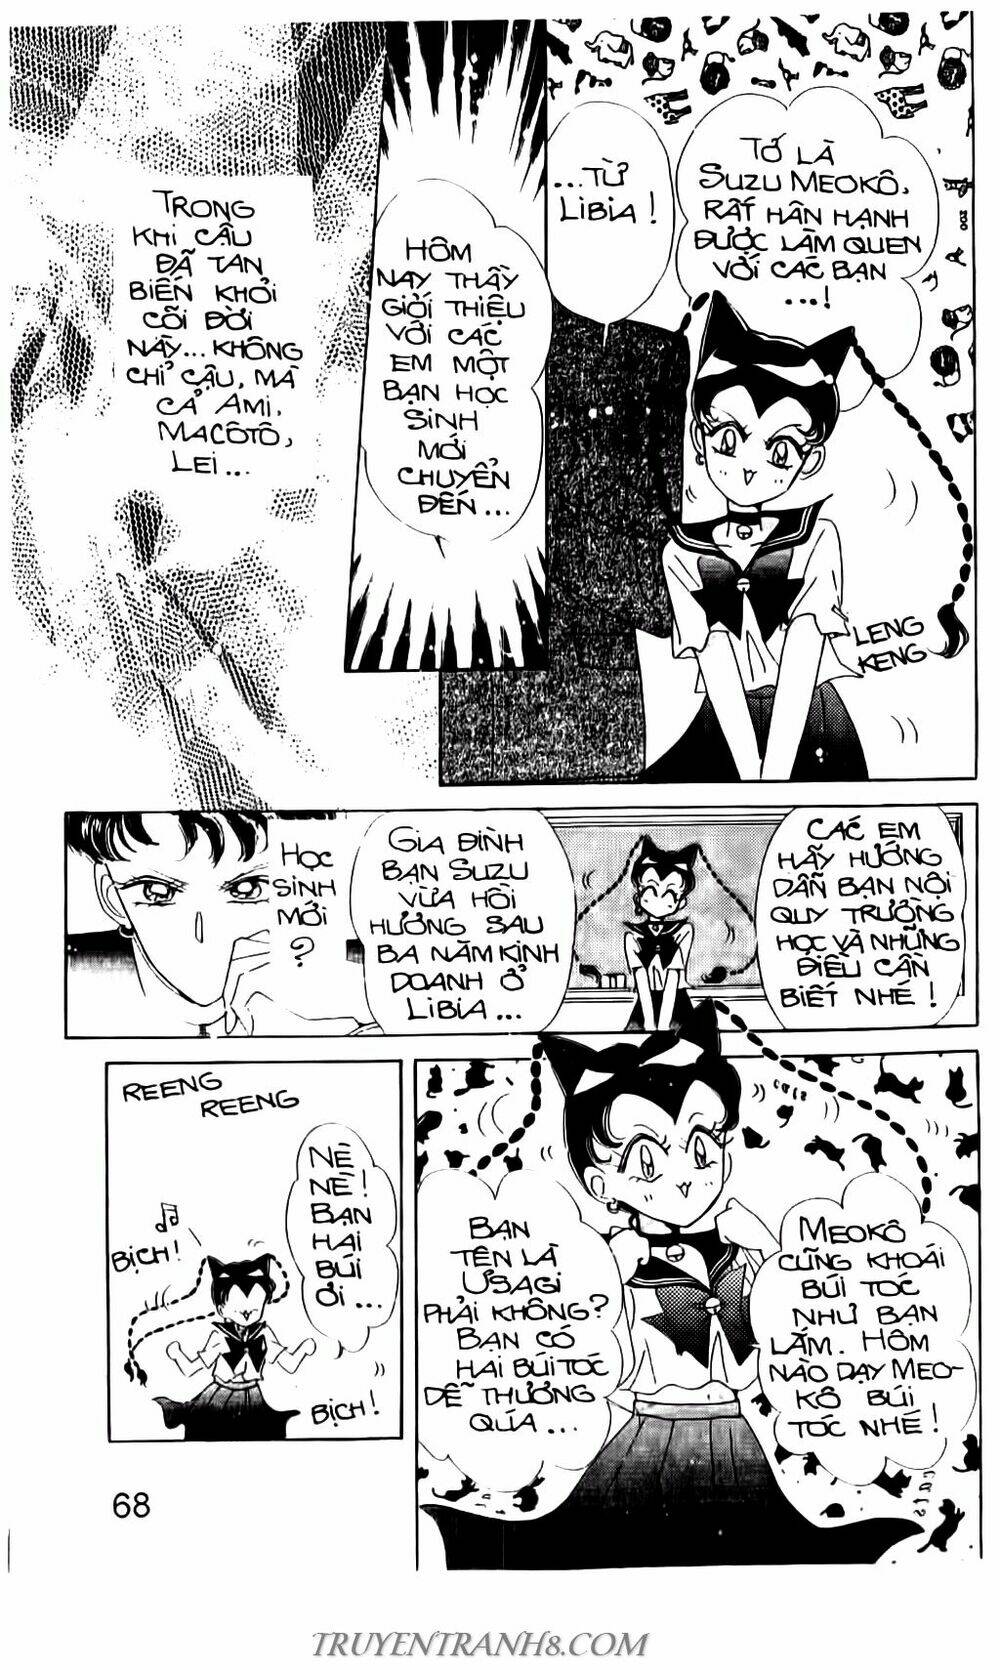 TRONG
KHI CẬU
ĐÃ TAN
BIẾN KHỎI
CÕI ĐỜI
NÀY... KHÔNG
CHỈ CẬU, MÀ
CẢ AMI,
MACÔTÔ,
LEI...
HÔM
NAY THẦY
GIỚI THIỆU
VỚI CÁC
EM MỘT
BẠN HỌC
SINH
MỚI
CHUYỂN
ĐẾN...
...TỪ
LIBIA!
TỚ LÀ
SUZU MEOKÔ,
RẤT HÂN HẠNH
ĐƯỢC LÀM QUEN
VỚI CÁC BẠN
...!
ZOO
LENG
KENG
HỌC
SINH
MỚI
?
GIA ĐÌNH
BẠN SUZU
VỪA HỒI
HƯƠNG SAU
BA NĂM KINH
DOANH Ở
LIBIA...
CÁC EM
HÃY HƯỚNG
DẪN BẠN NỘI
QUY TRƯỜNG
HỌC VÀ NHỮNG
ĐIỀU CẦN
BIẾT NHÉ!
REENG
REENG
NÈ
NÈ!
BẠN
HAI
BÚI
ƠI...
BỊCH!
BỊCH!
BẠN
TÊN LÀ
USAGI
PHẢI KHÔNG?
BẠN CÓ
HAI BÚI TÓC
DỄ THƯƠNG
QÚA...
MEOKÔ
CŨNG KHOÁI
BÚI TÓC
NHƯ BẠN
LẮM. HÔM
NÀO DẠY MEO-
KÔ BÚI
TÓC NHÉ!
68
TRUYENTRANH8.COM